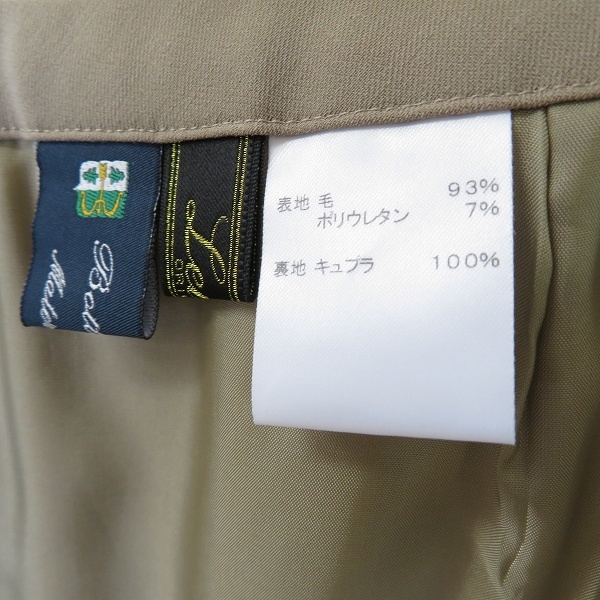 表地 毛 93%
ポリウレタン 7%
裏地 キュプラ 100%